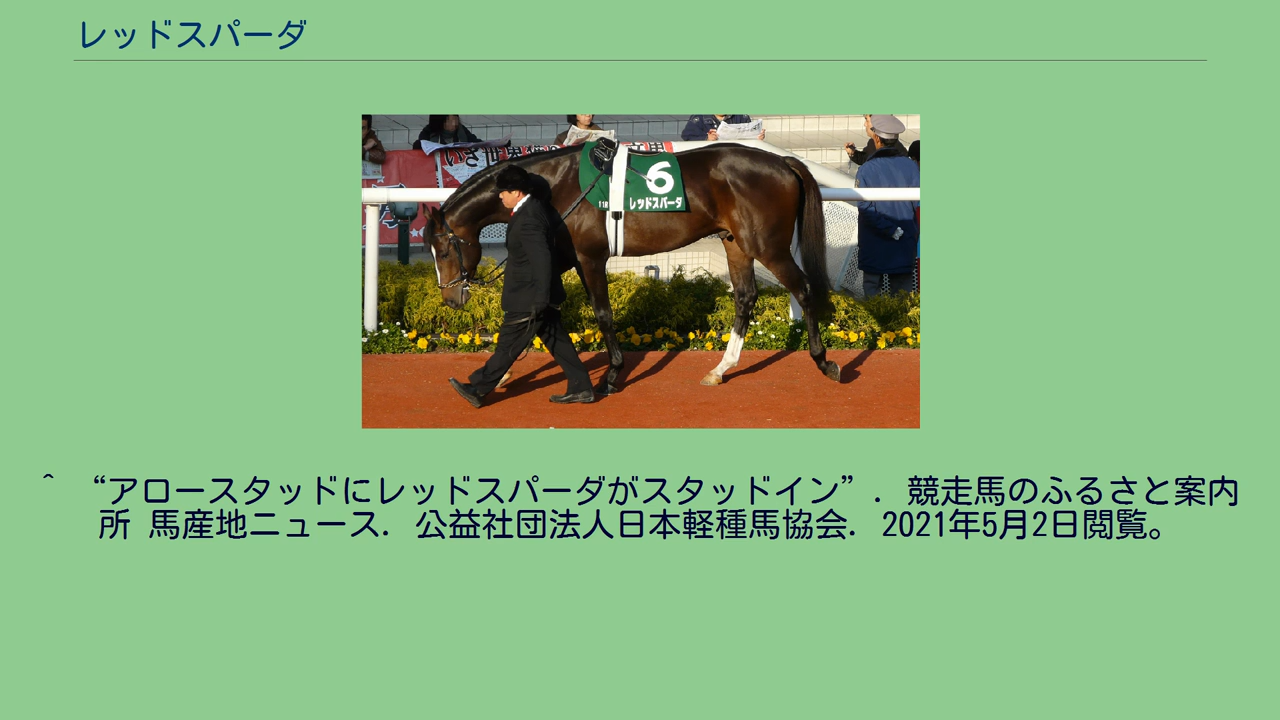 レッドスパーダ
6
11R レッドスパーダ
^ “アロースタッドにレッドスパーダがスタッドイン”. 競走馬のふるさと案内
所 馬産地ニュース. 公益社団法人日本軽種馬協会. 2021年5月2日閲覧。